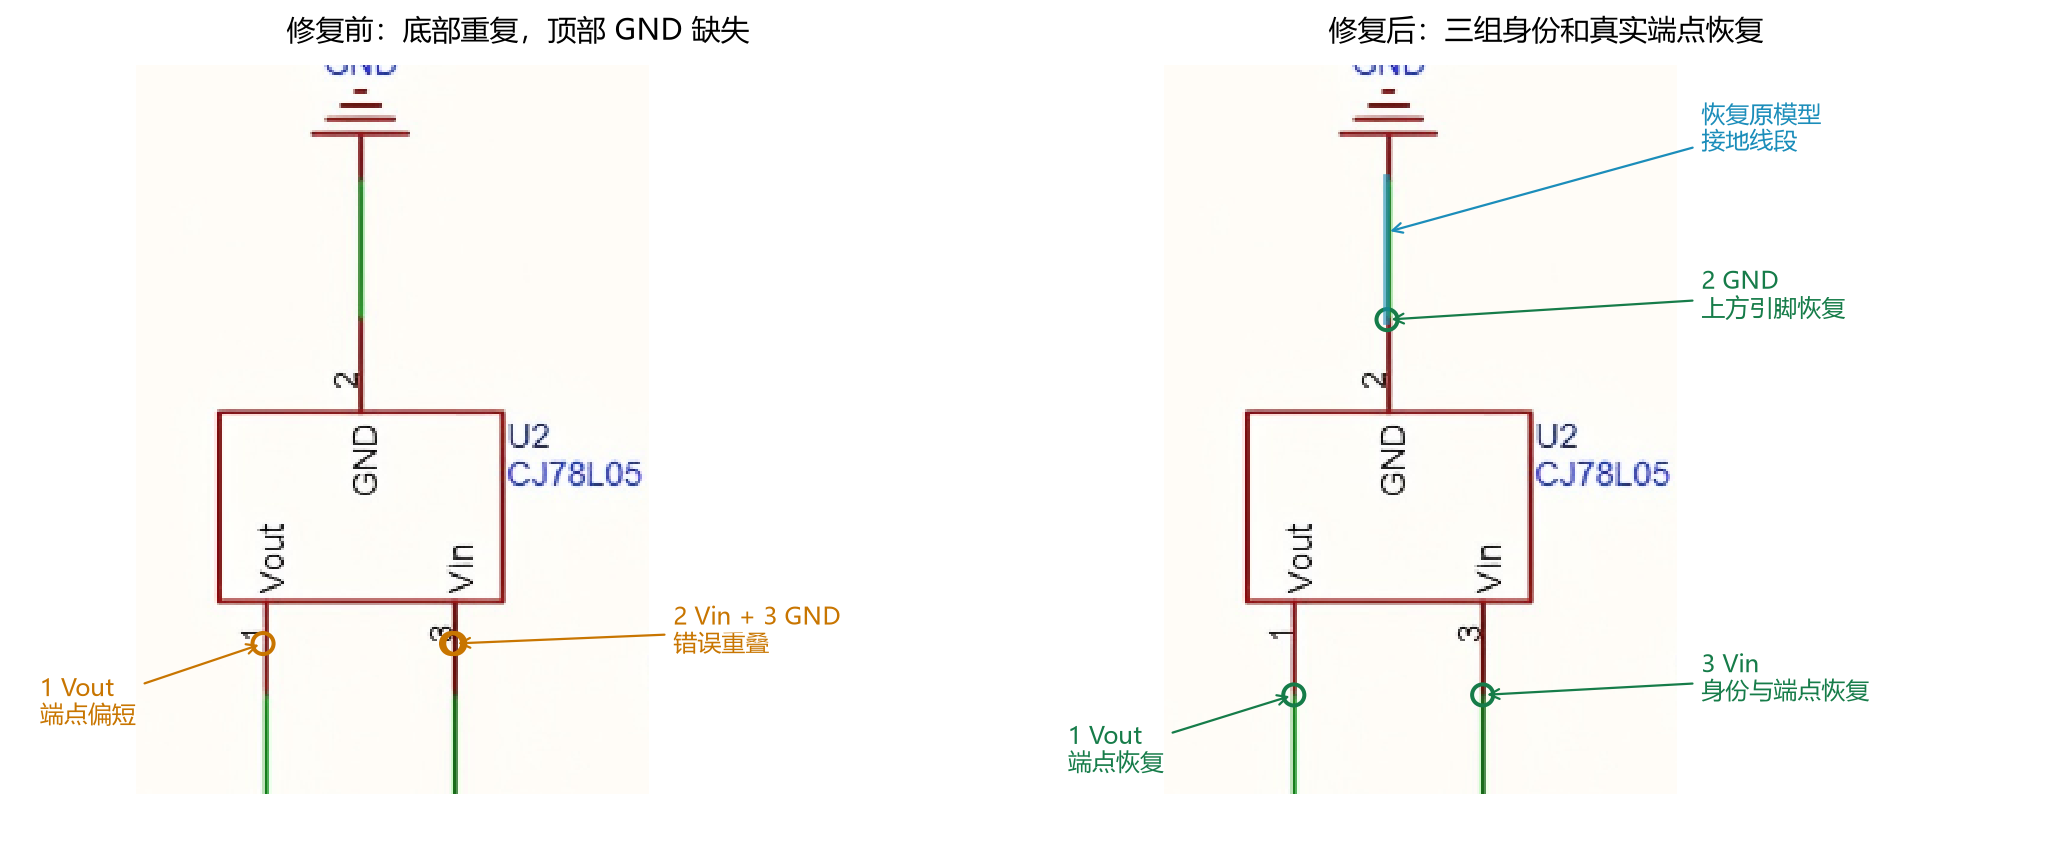 修复前：底部重复，顶部 GND 缺失
GND
2
GND
U2
CJ78L05
Vout
VIn
1
3
1 Vout
端点偏短
2 Vin + 3 GND
错误重叠
修复后：三组身份和真实端点恢复
GND
恢复原模型
接地线段
2 GND
上方引脚恢复
2
GND
U2
CJ78L05
Vout
VIn
1
3
3 Vin
身份与端点恢复
1 Vout
端点恢复